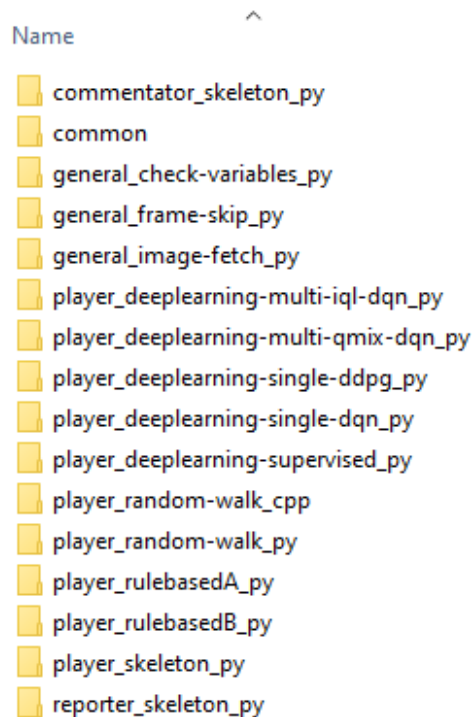 Name
commentator_skeleton_py
common
general_check-variables_py
general_frame-skip_py
general_image-fetch_py
player_deeplearning-multi-iql-dqn_py
player_deeplearning-multi-qmix-dqn_py
player_deeplearning-single-ddpg_py
player_deeplearning-single-dqn_py
player_deeplearning-supervised_py
player_random-walk_cpp
player_random-walk_py
player_rulebasedA_py
player_rulebasedB_py
player_skeleton_py
reporter_skeleton_py